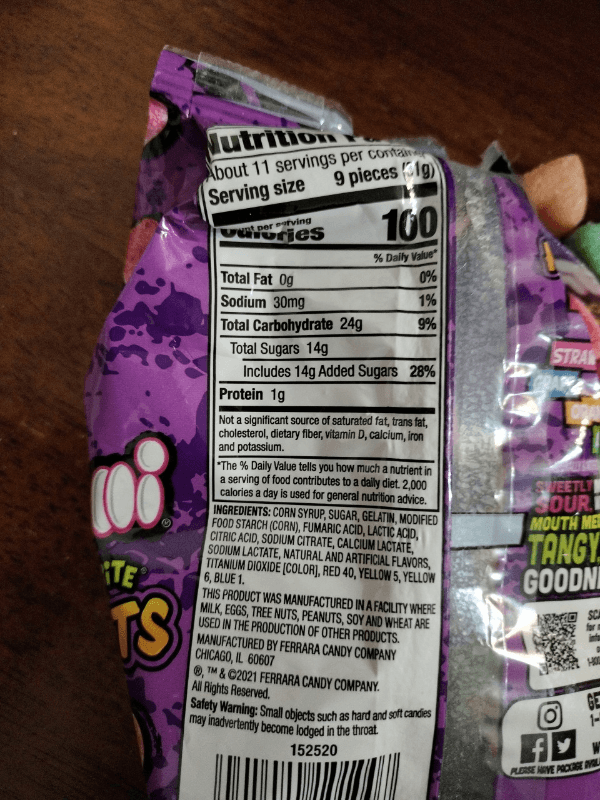 Nutrition
About 11 servings per
Serving size 9 pieces (31g)
per serving
Calories 100
% Daily Value*
Total Fat 0g 0%
Sodium 30mg 1%
Total Carbohydrate 24g 9%
Total Sugars 14g
Includes 14g Added Sugars 28%
Protein 1g
Not a significant source of saturated fat, trans fat,
cholesterol, dietary fiber, vitamin D, calcium, iron
and potassium.
*The % Daily Value tells you how much a nutrient in
a serving of food contributes to a daily diet. 2,000
calories a day is used for general nutrition advice.
INGREDIENTS: CORN SYRUP, SUGAR, GELATIN, MODIFIED
FOOD STARCH (CORN), FUMARIC ACID, LACTIC ACID,
CITRIC ACID, SODIUM CITRATE, CALCIUM LACTATE,
SODIUM LACTATE, NATURAL AND ARTIFICIAL FLAVORS,
TITANIUM DIOXIDE [COLOR], RED 40, YELLOW 5, YELLOW
6, BLUE 1.
THIS PRODUCT WAS MANUFACTURED IN A FACILITY WHERE
MILK, EGGS, TREE NUTS, PEANUTS, SOY AND WHEAT ARE
USED IN THE PRODUCTION OF OTHER PRODUCTS.
MANUFACTURED BY FERRARA CANDY COMPANY
CHICAGO, IL 60607
®, ™ & ©2021 FERRARA CANDY COMPANY.
All Rights Reserved.
Safety Warning: Small objects such as hard and soft candies
may inadvertently become lodged in the throat.
152520
®
ITE
TS
STRAW
SWEETLY
SOUR
MOUTH
TANGY
GOODN
PLEASE HAVE PACKAGE